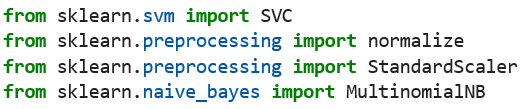 from sklearn.svm import SVC
from sklearn.preprocessing import normalize
from sklearn.preprocessing import StandardScaler
from sklearn.naive_bayes import MultinomialNB